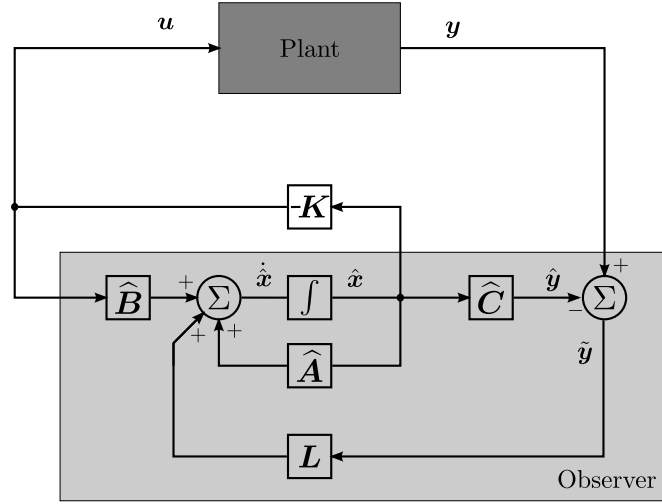 u
Plant
y
-K
+
B̂
+
Σ
ẋ̂
∫
x̂
Ĉ
ŷ
−
Σ
+
+
Â
ỹ
L
Observer